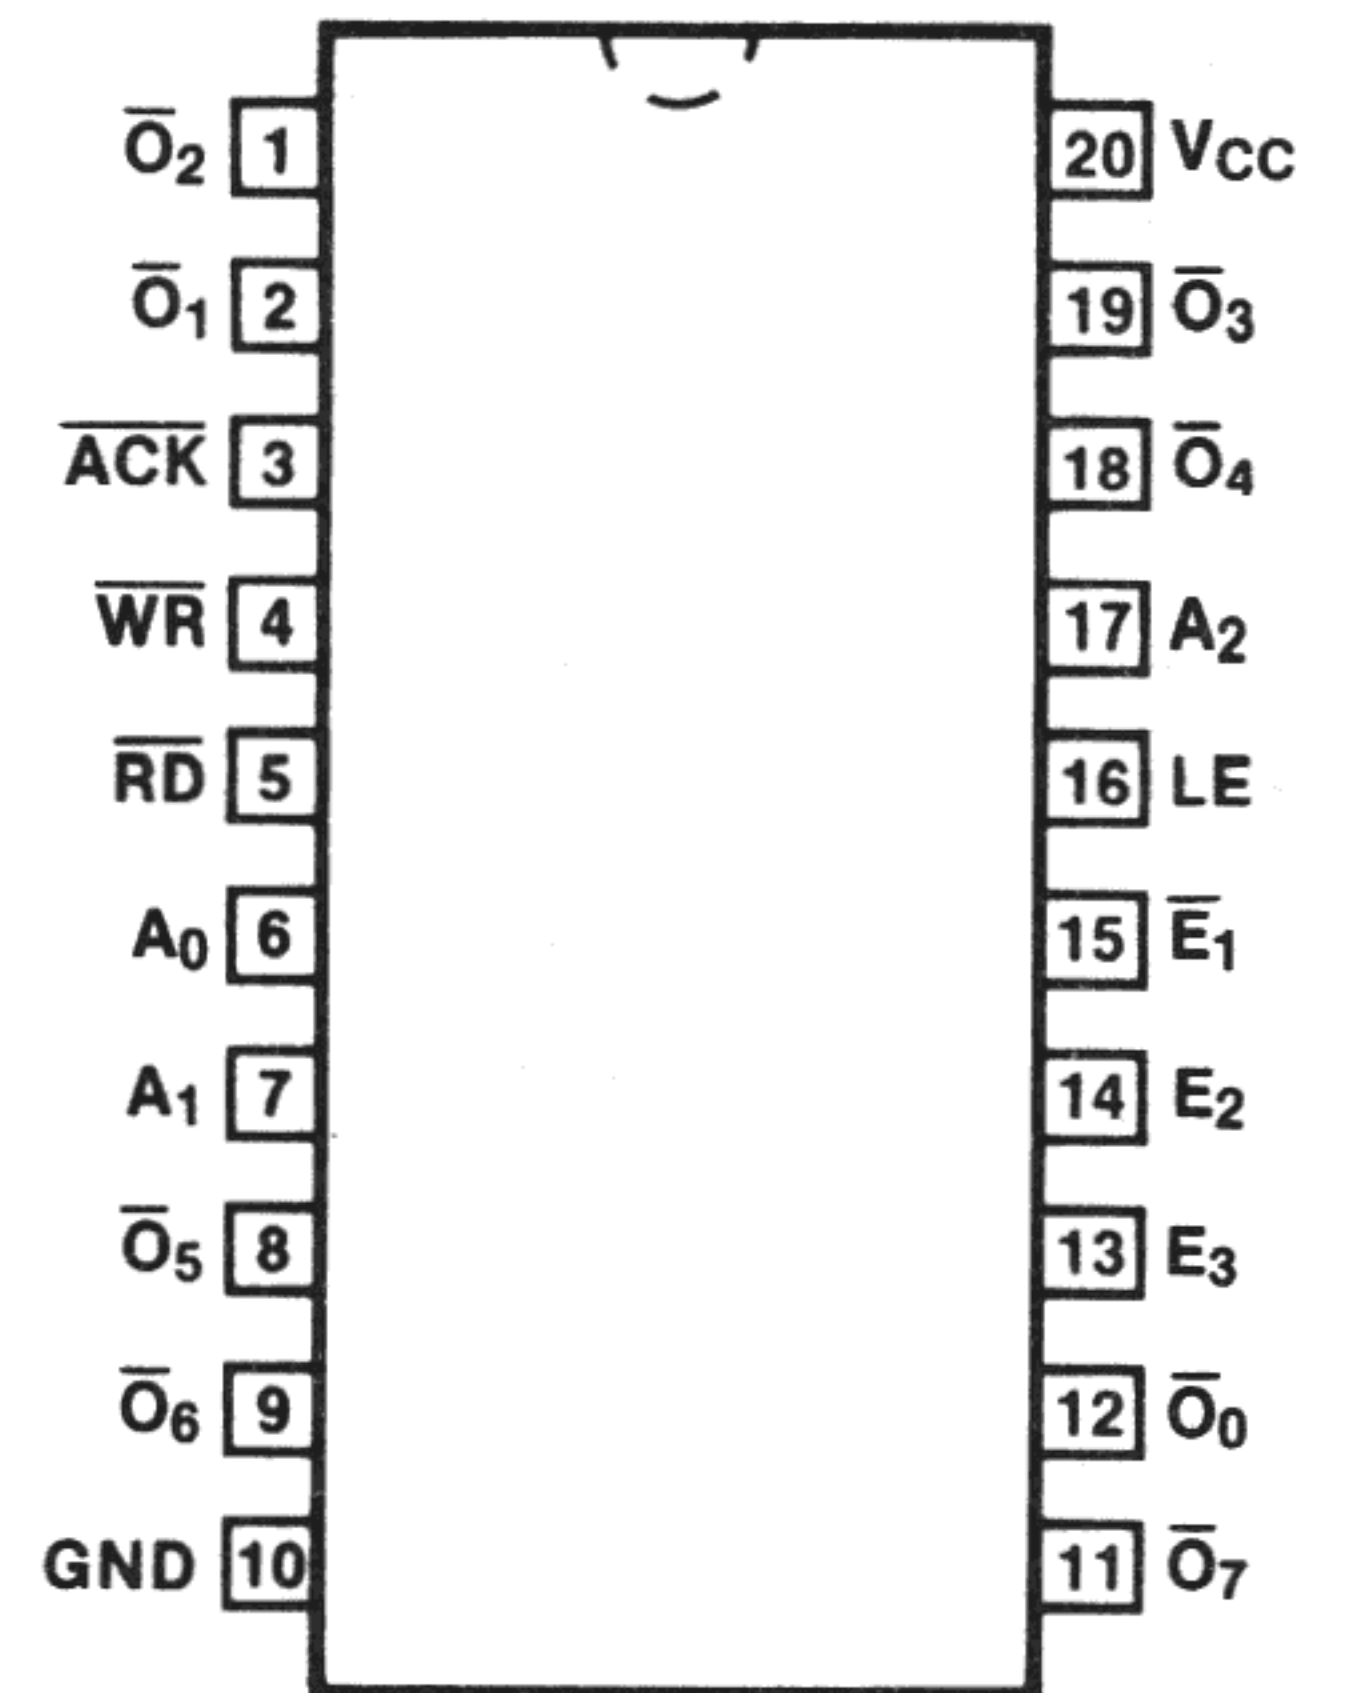 O̅2 1 20 VCC
O̅1 2 19 O̅3
A̅C̅K̅ 3 18 O̅4
W̅R̅ 4 17 A2
R̅D̅ 5 16 LE
A0 6 15 E̅1
A1 7 14 E2
O̅5 8 13 E3
O̅6 9 12 O̅0
GND 10 11 O̅7